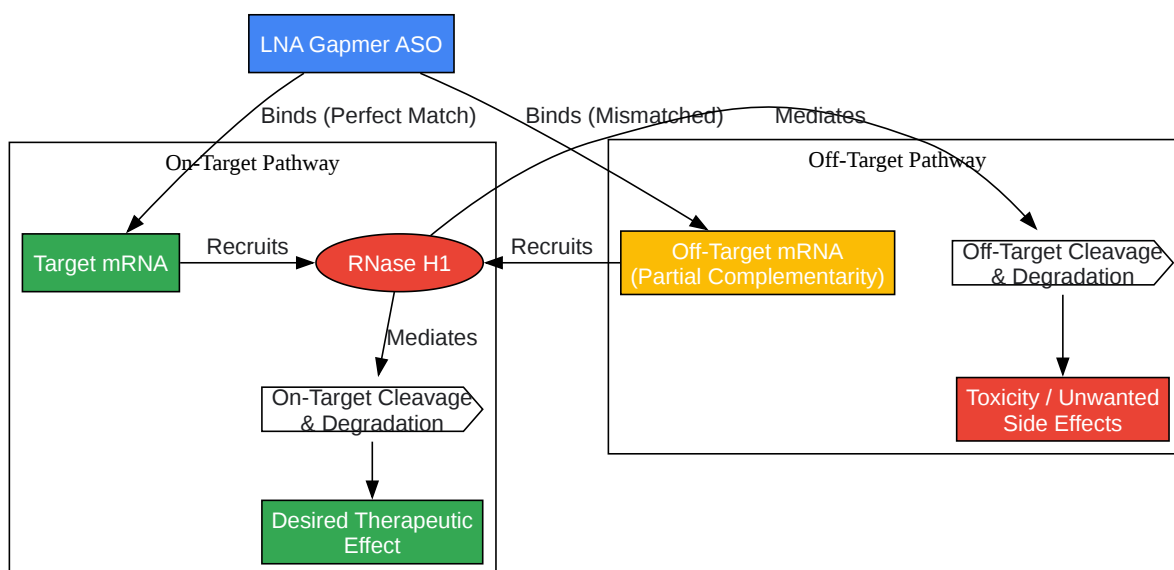 LNA Gapmer ASO
Binds (Perfect Match)
Binds (Mismatched)
Mediates
On-Target Pathway
Off-Target Pathway
Target mRNA
Recruits
RNase H1
Recruits
Off-Target mRNA
(Partial Complementarity)
Off-Target Cleavage
& Degradation
Mediates
On-Target Cleavage
& Degradation
Toxicity / Unwanted
Side Effects
Desired Therapeutic
Effect